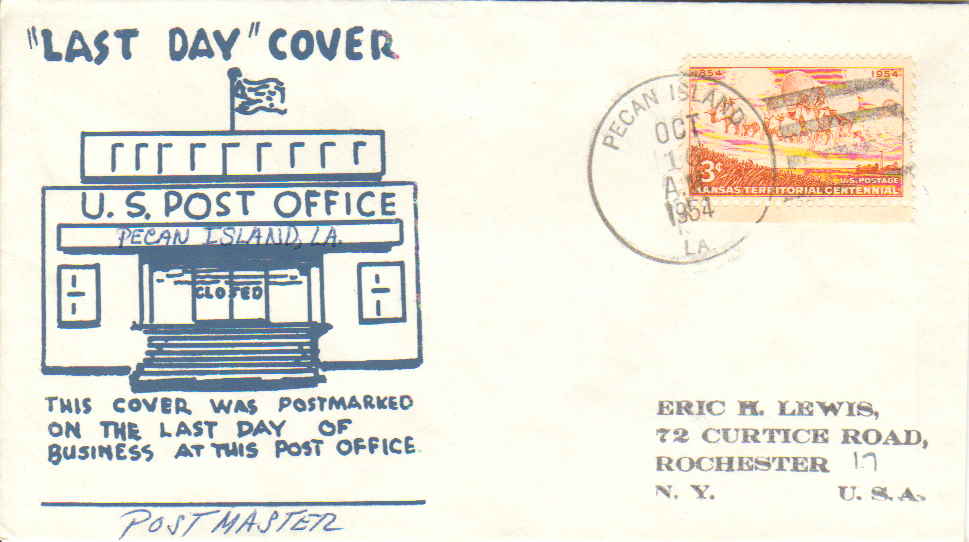 "LAST DAY" COVER
U.S. POST OFFICE
PECAN ISLAND, LA.
CLOSED
THIS COVER WAS POSTMARKED
ON THE LAST DAY OF
BUSINESS AT THIS POST OFFICE
POSTMASTER
PECAN ISLAND
OCT
1954
LA.
1854 1954
3¢
U.S. POSTAGE
KANSAS TERRITORIAL CENTENNIAL
ERIC H. LEWIS,
72 CURTICE ROAD,
ROCHESTER 17
N. Y. U. S. A.